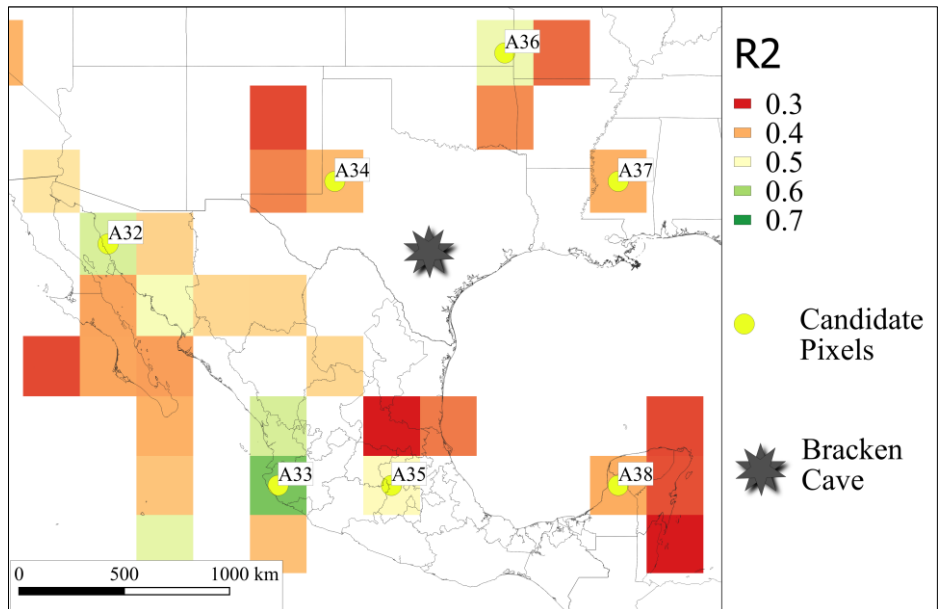 A36
A34
A37
A32
A33
A35
A38
0 500 1000 km
R2
0.3
0.4
0.5
0.6
0.7
Candidate
Pixels
Bracken
Cave